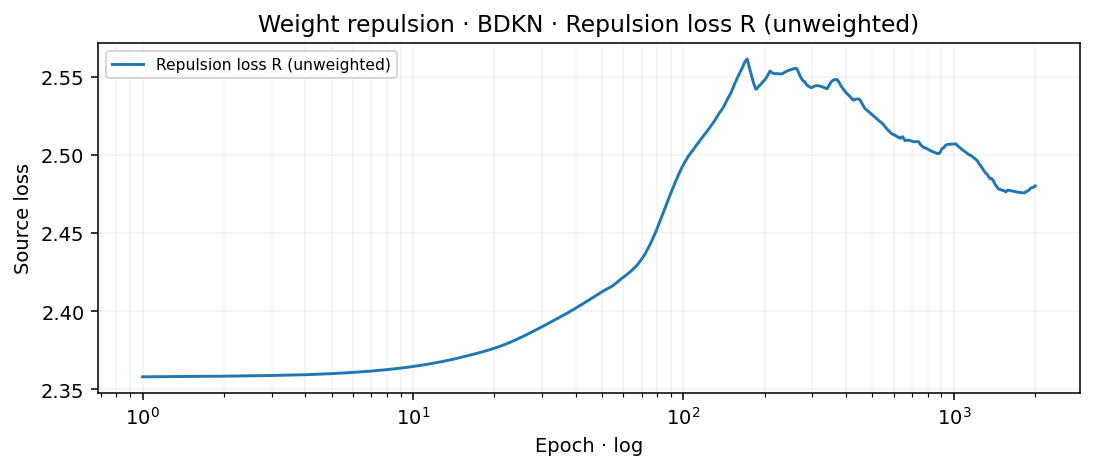 Weight repulsion · BDKN · Repulsion loss R (unweighted)
Repulsion loss R (unweighted)
Source loss
2.55
2.50
2.45
2.40
2.35
10⁰
10¹
10²
10³
Epoch · log